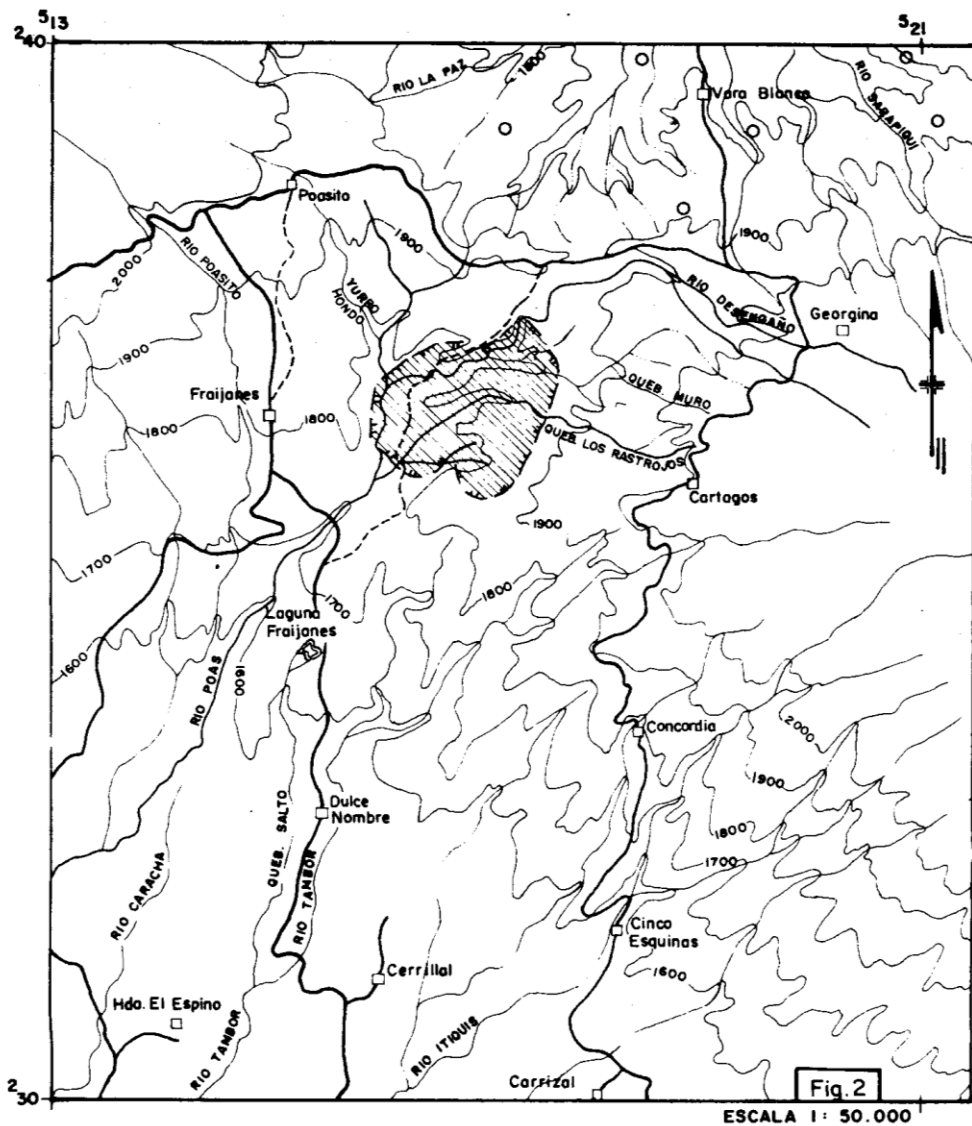 513
521
240
RIO LA PAZ
1800
RIO SARAPIQUI
Vara Blanca
Poasito
1900
1900
2000
RIO POASITO
YURRO HONDO
RIO DESENGAÑO
Georgina
1900
Fraijanes
QUEB. MURO
1800
1800
QUEB LOS RASTROJOS
Cartagos
1900
1700
1800
1700
Laguna
Fraijanes
1600
1600
RIO POAS
Concordia
2000
1900
Dulce
Nombre
1800
QUEB. SALTO
1700
RIO TAMBOR
RIO CARACHA
Cinco
Esquinas
1600
Cerrillal
Hda. El Espino
RIO TAMBOR
RIO ITIQUIS
Carrizal
Fig. 2
230
ESCALA 1: 50.000